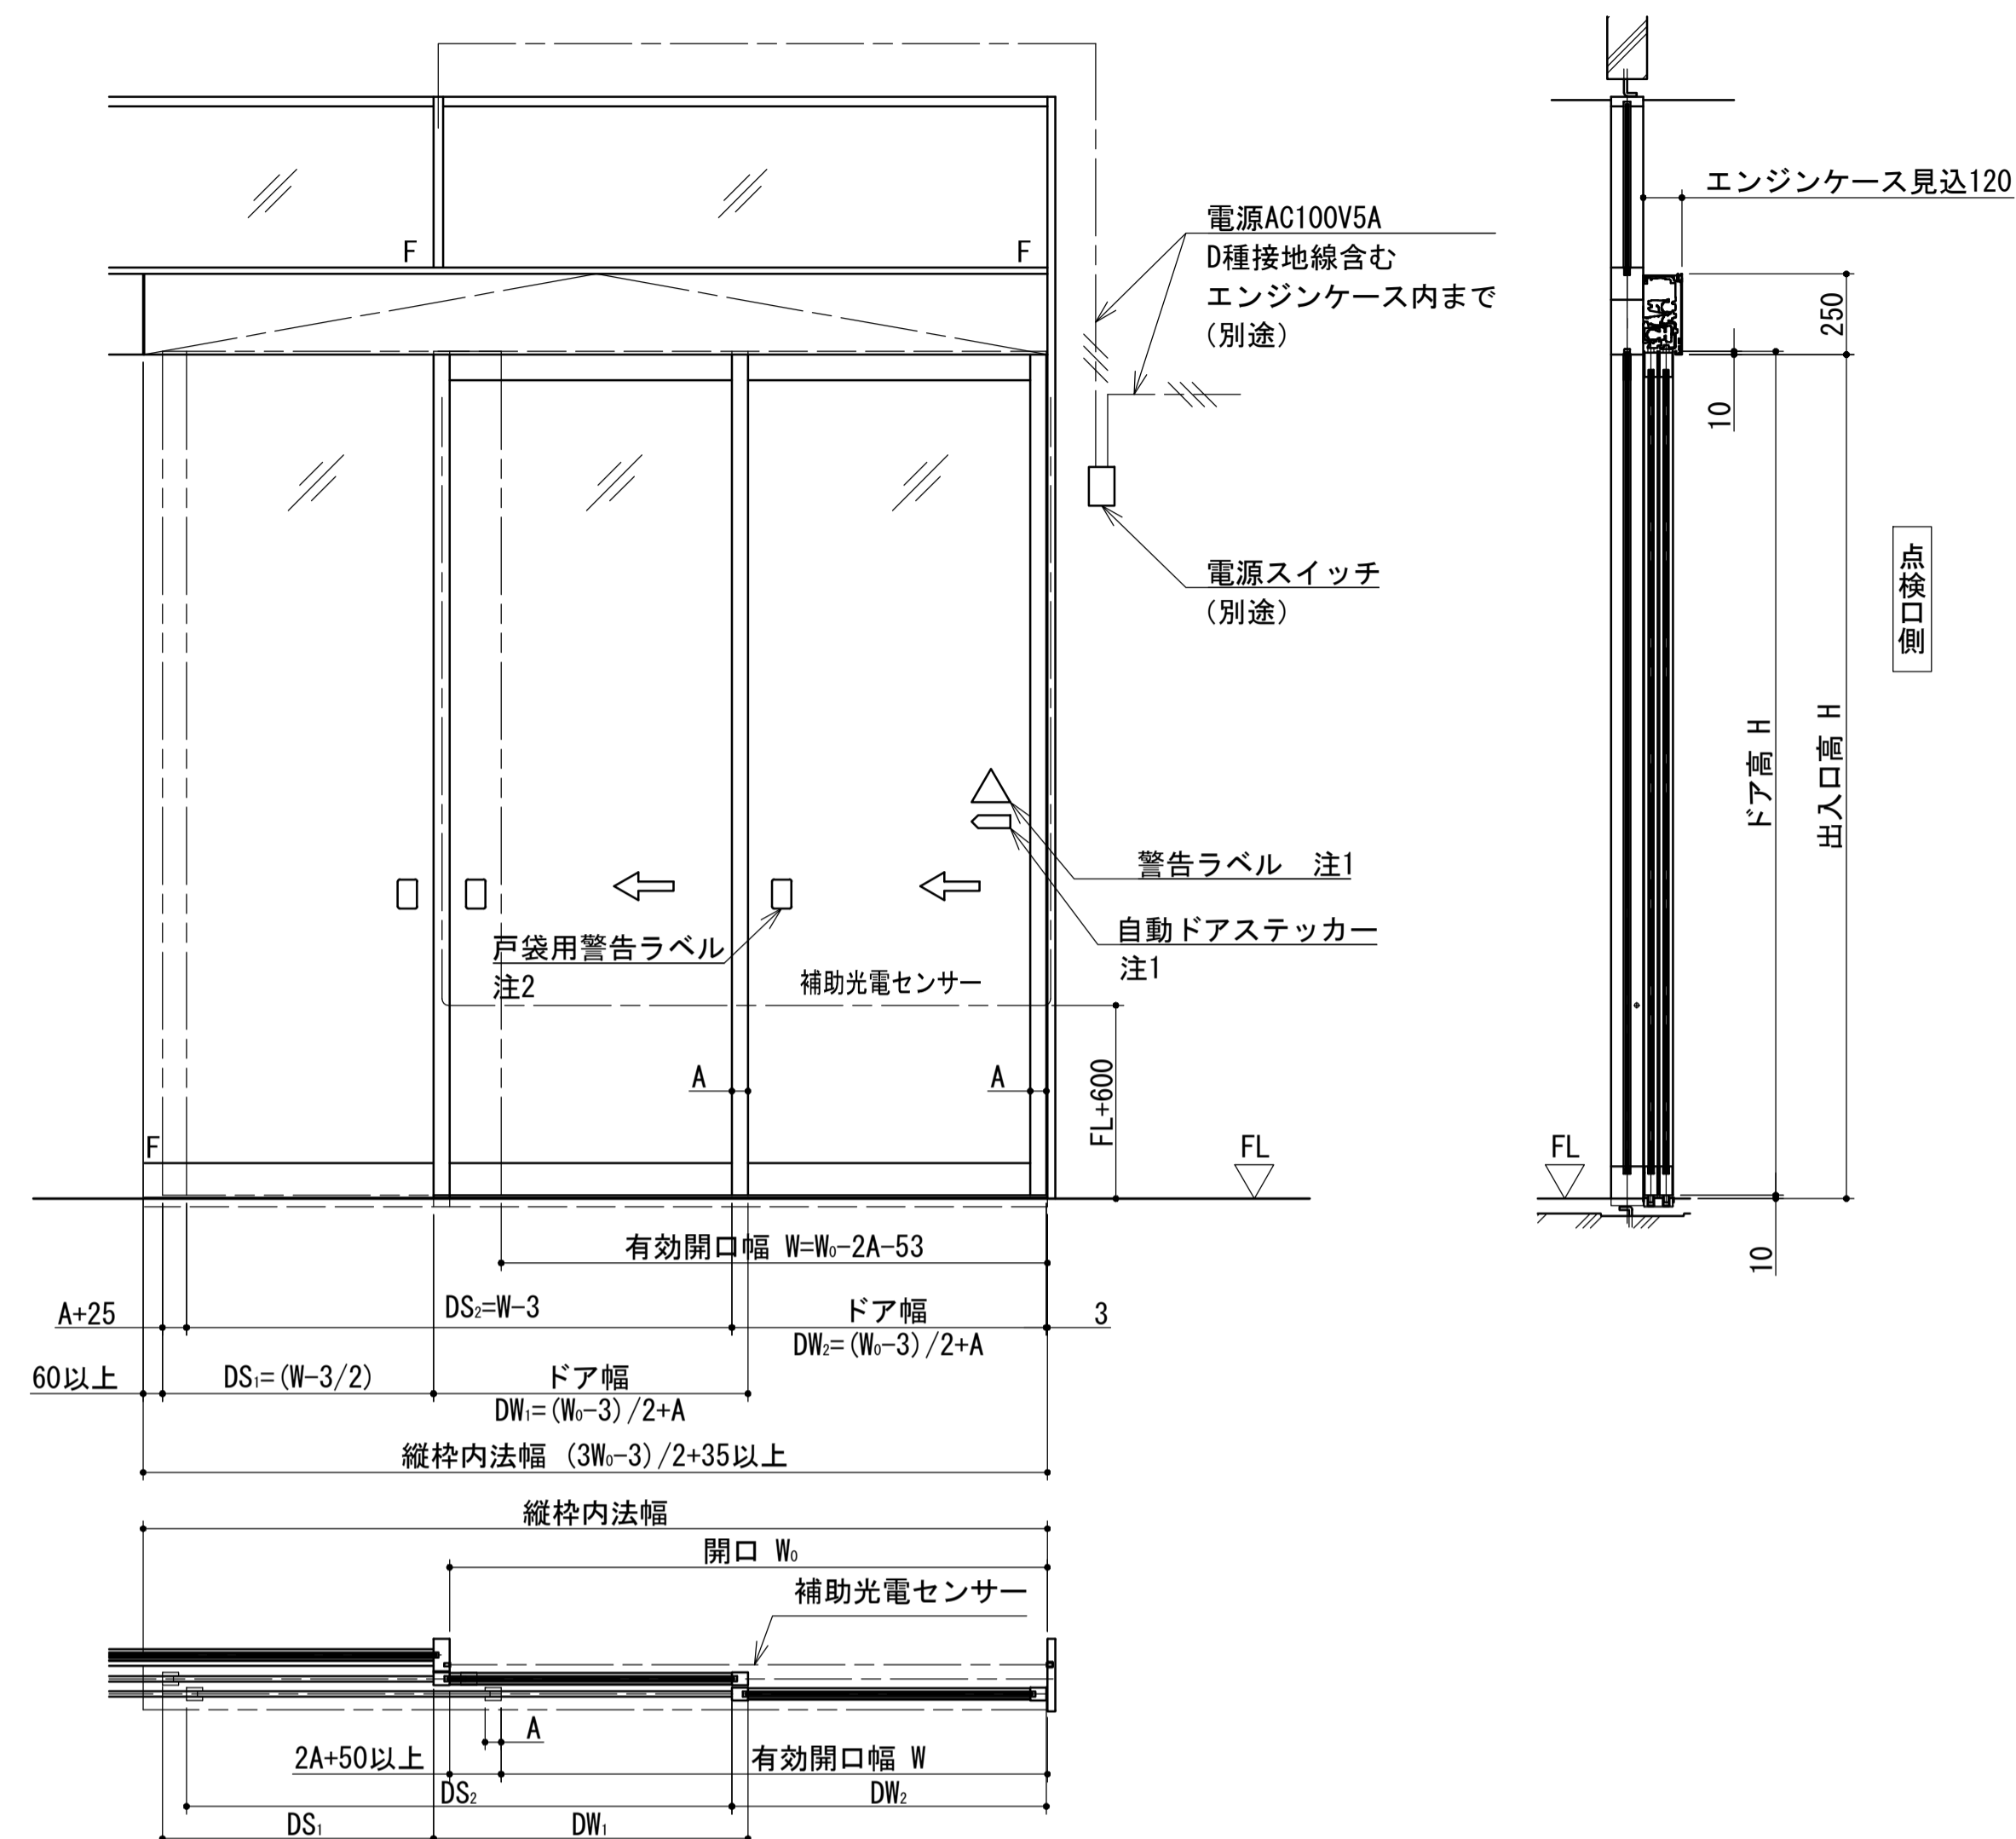 エンジンケース見込120
電源AC100V5A
D種接地線含む
エンジンケース内まで
(別途)
F
F
250
10
電源スイッチ
(別途)
点検口側
ドア高 H
出入口高 H
警告ラベル 注1
自動ドアステッカー
注1
戸袋用警告ラベル
注2
補助光電センサー
A
A
FL+600
F
FL
FL
10
有効開口幅 W=W₀-2A-53
A+25
DS₂=W-3
ドア幅
DW₂=(W₀-3)/2+A
3
60以上
DS₁=(W-3/2)
ドア幅
DW₁=(W₀-3)/2+A
縦枠内法幅 (3W₀-3)/2+35以上
縦枠内法幅
開口 W₀
補助光電センサー
A
2A+50以上
有効開口幅 W
DS₂
DW₂
DS₁
DW₁